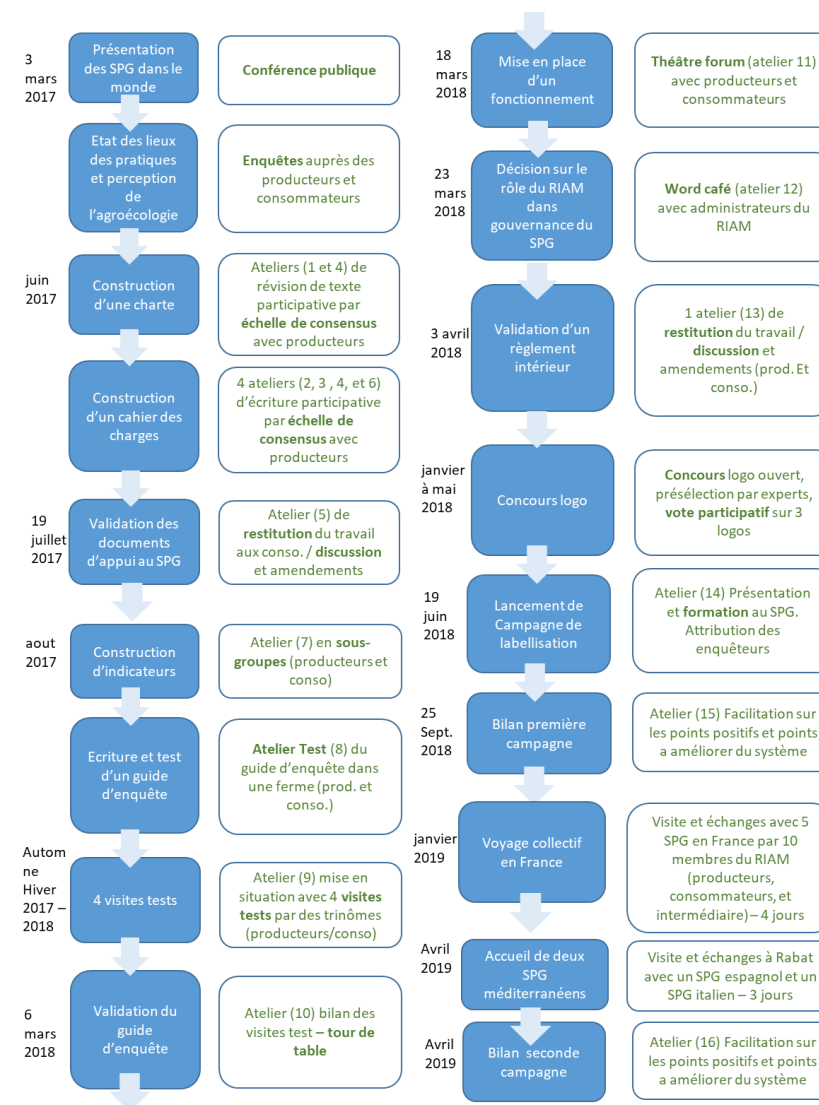 3
mars
2017
Présentation
des SPG dans le
monde
Conférence publique
Etat des lieux
des pratiques
et perception
de
l’agroécologie
Enquêtes auprès des
producteurs et
consommateurs
juin
2017
Construction
d’une charte
Ateliers (1 et 4) de
révision de texte
participative par
échelle de consensus
avec producteurs
Construction
d’un cahier des
charges
4 ateliers (2, 3 , 4, et 6)
d’écriture participative
par échelle de
consensus avec
producteurs
19
juillet
2017
Validation des
documents
d’appui au SPG
Atelier (5) de
restitution du travail
aux conso. / discussion
et amendements
aout
2017
Construction
d’indicateurs
Atelier (7) en sous-
groupes (producteurs et
conso)
Ecriture et test
d’un guide
d’enquête
Atelier Test (8) du
guide d’enquête dans
une ferme (prod. et
conso.)
Autom
ne
Hiver
2017 –
2018
4 visites tests
Atelier (9) mise en
situation avec 4 visites
tests par des trinômes
(producteurs/conso)
6
mars
2018
Validation du
guide
d’enquête
Atelier (10) bilan des
visites test – tour de
table
18
mars
2018
Mise en place
d’un
fonctionnement
Théâtre forum (atelier 11)
avec producteurs et
consommateurs
23
mars
2018
Décision sur le
rôle du RIAM
dans
gouvernance du
SPG
Word café (atelier 12)
avec administrateurs du
RIAM
3 avril
2018
Validation d’un
règlement
intérieur
1 atelier (13) de
restitution du travail /
discussion et
amendements (prod. Et
conso.)
janvier
à mai
2018
Concours logo
Concours logo ouvert,
présélection par experts,
vote participatif sur 3
logos
19
juin
2018
Lancement de
Campagne de
labellisation
Atelier (14) Présentation
et formation au SPG.
Attribution des
enquêteurs
25
Sept.
2018
Bilan première
campagne
Atelier (15) Facilitation sur
les points positifs et points
a améliorer du système
janvier
2019
Voyage collectif
en France
Visite et échanges avec 5
SPG en France par 10
membres du RIAM
(producteurs,
consommateurs, et
intermédiaire) – 4 jours
Avril
2019
Accueil de deux
SPG
méditerranéens
Visite et échanges à Rabat
avec un SPG espagnol et un
SPG italien – 3 jours
Avril
2019
Bilan seconde
campagne
Atelier (16) Facilitation sur
les points positifs et points
a améliorer du système